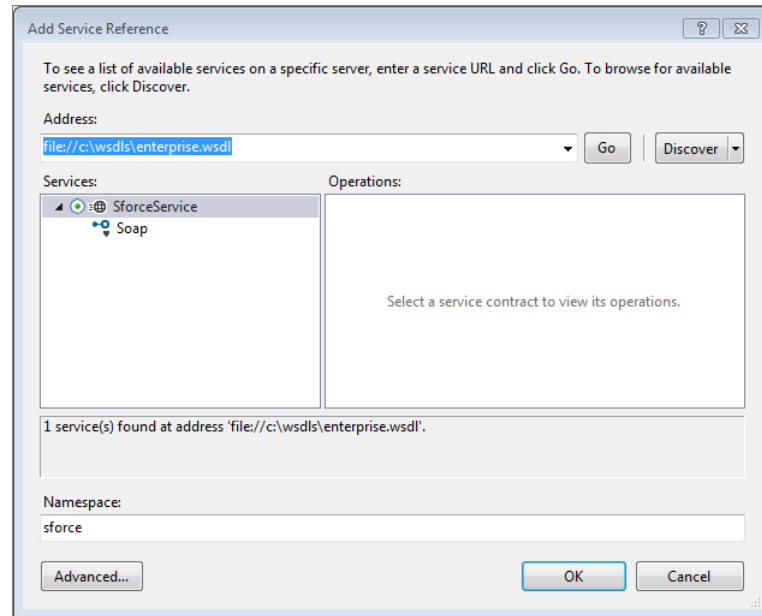 Add Service Reference
To see a list of available services on a specific server, enter a service URL and click Go. To browse for available
services, click Discover.
Address:
file://c:\wsdls\enterprise.wsdl
Go
Discover
Services:
Operations:
SforceService
Soap
Select a service contract to view its operations.
1 service(s) found at address 'file://c:\wsdls\enterprise.wsdl'.
Namespace:
sforce
Advanced...
OK
Cancel